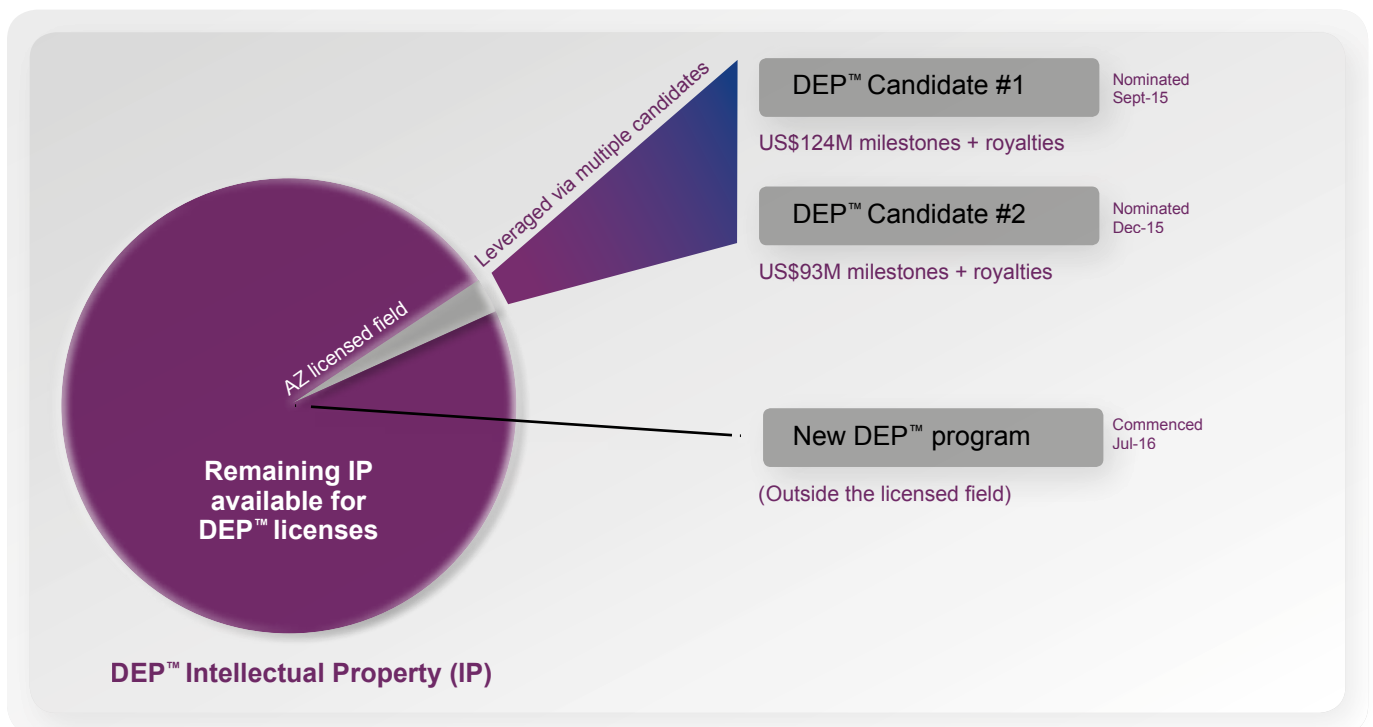 Leveraged via multiple candidates
DEP™ Candidate #1
Nominated
Sept-15
US$124M milestones + royalties
DEP™ Candidate #2
Nominated
Dec-15
US$93M milestones + royalties
AZ licensed field
New DEP™ program
Commenced
Jul-16
(Outside the licensed field)
Remaining IP
available for
DEP™ licenses
DEP™ Intellectual Property (IP)